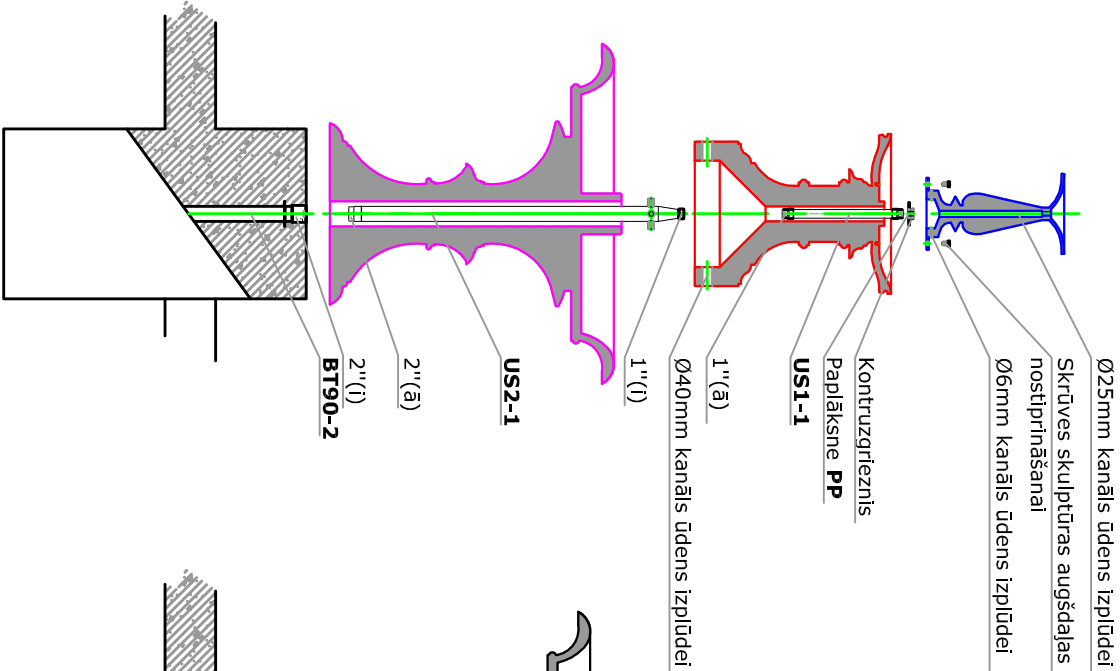 Ø25mm kanāls ūdens izplūdei
Skrūves skulptūras augšdaļas
nostiprināšanai
Ø6mm kanāls ūdens izplūdei
Kontruzgrieznis
Paplāksne PP
US1-1
1"(ā)
Ø40mm kanāls ūdens izplūdei
1"(i)
US2-1
2"(ā)
2"(i)
BT90-2